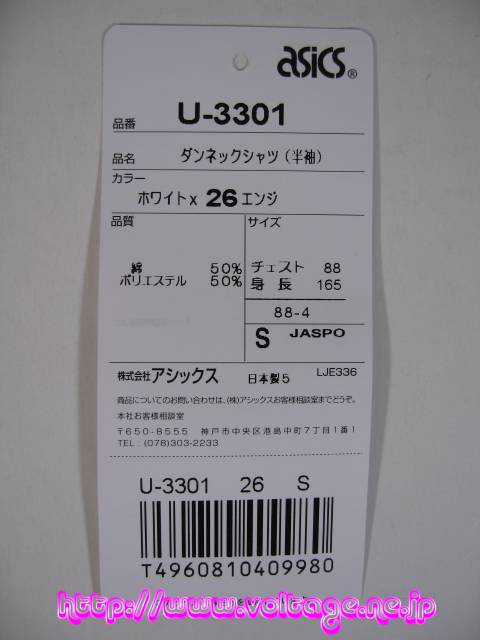 asics®
品番 U-3301
品名 ダンネックシャツ(半袖)
カラー
ホワイトx 26エンジ
品質 サイズ
綿 50% チェスト 88
ポリエステル 50% 身長 165
88-4
S JASPO
株式会社アシックス 日本製5 LJE336
商品についてのお問い合わせは、(株)アシックスお客様相談室までどうぞ。
本社お客様相談室
〒650-8555 神戸市中央区港島中町7丁目1番1
TEL:(078)303-2233
U-3301 26 S
T4960810409980
http://www.voltage.ne.jp